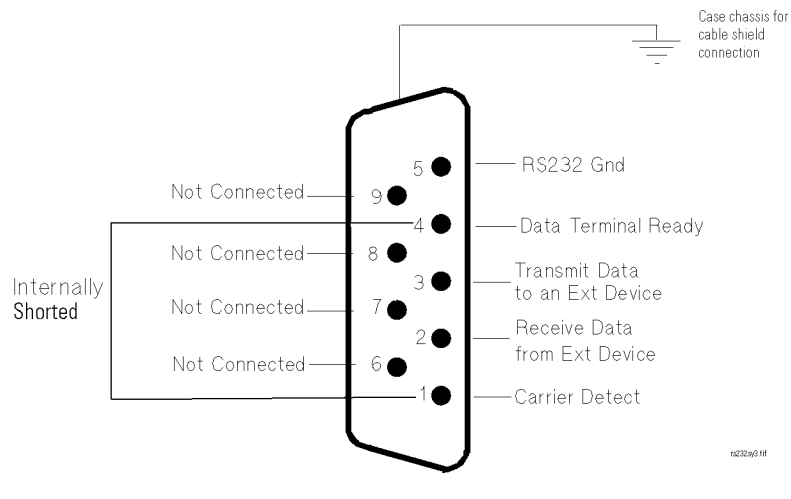 Case chassis for
cable shield
connection
5
RS232 Gnd
Not Connected
9
4
Data Terminal Ready
Not Connected
8
Internally
Shorted
3
Transmit Data
to an Ext Device
Not Connected
7
2
Receive Data
from Ext Device
Not Connected
6
1
Carrier Detect
rs232sy3.tif